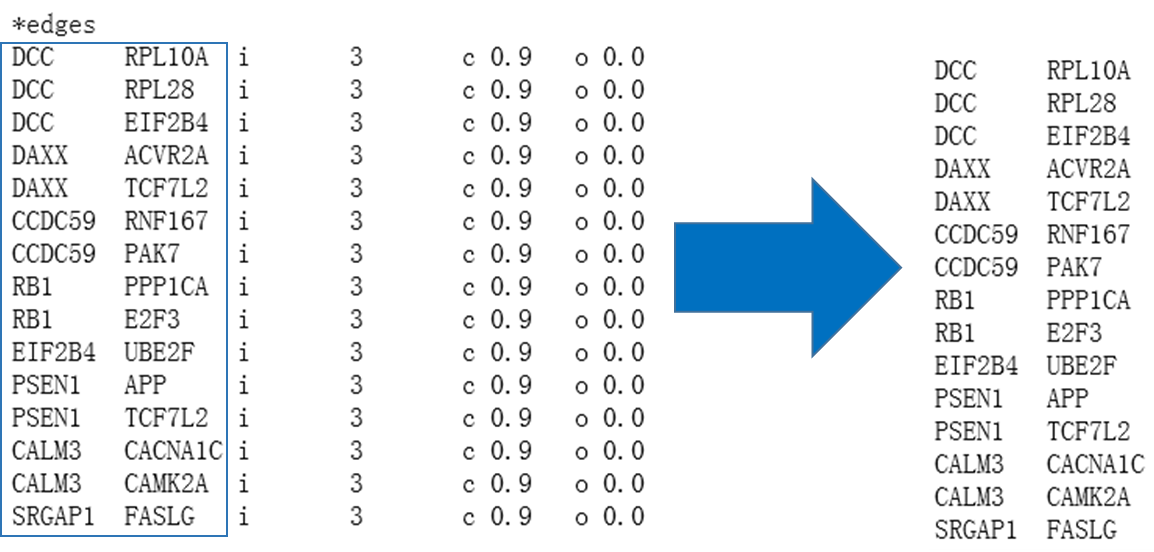 *edges
DCC RPL10A i 3 c 0.9 o 0.0
DCC RPL28 i 3 c 0.9 o 0.0
DCC EIF2B4 i 3 c 0.9 o 0.0
DAXX ACVR2A i 3 c 0.9 o 0.0
DAXX TCF7L2 i 3 c 0.9 o 0.0
CCDC59 RNF167 i 3 c 0.9 o 0.0
CCDC59 PAK7 i 3 c 0.9 o 0.0
RB1 PPP1CA i 3 c 0.9 o 0.0
RB1 E2F3 i 3 c 0.9 o 0.0
EIF2B4 UBE2F i 3 c 0.9 o 0.0
PSEN1 APP i 3 c 0.9 o 0.0
PSEN1 TCF7L2 i 3 c 0.9 o 0.0
CALM3 CACNA1C i 3 c 0.9 o 0.0
CALM3 CAMK2A i 3 c 0.9 o 0.0
SRGAP1 FASLG i 3 c 0.9 o 0.0
DCC RPL10A
DCC RPL28
DCC EIF2B4
DAXX ACVR2A
DAXX TCF7L2
CCDC59 RNF167
CCDC59 PAK7
RB1 PPP1CA
RB1 E2F3
EIF2B4 UBE2F
PSEN1 APP
PSEN1 TCF7L2
CALM3 CACNA1C
CALM3 CAMK2A
SRGAP1 FASLG